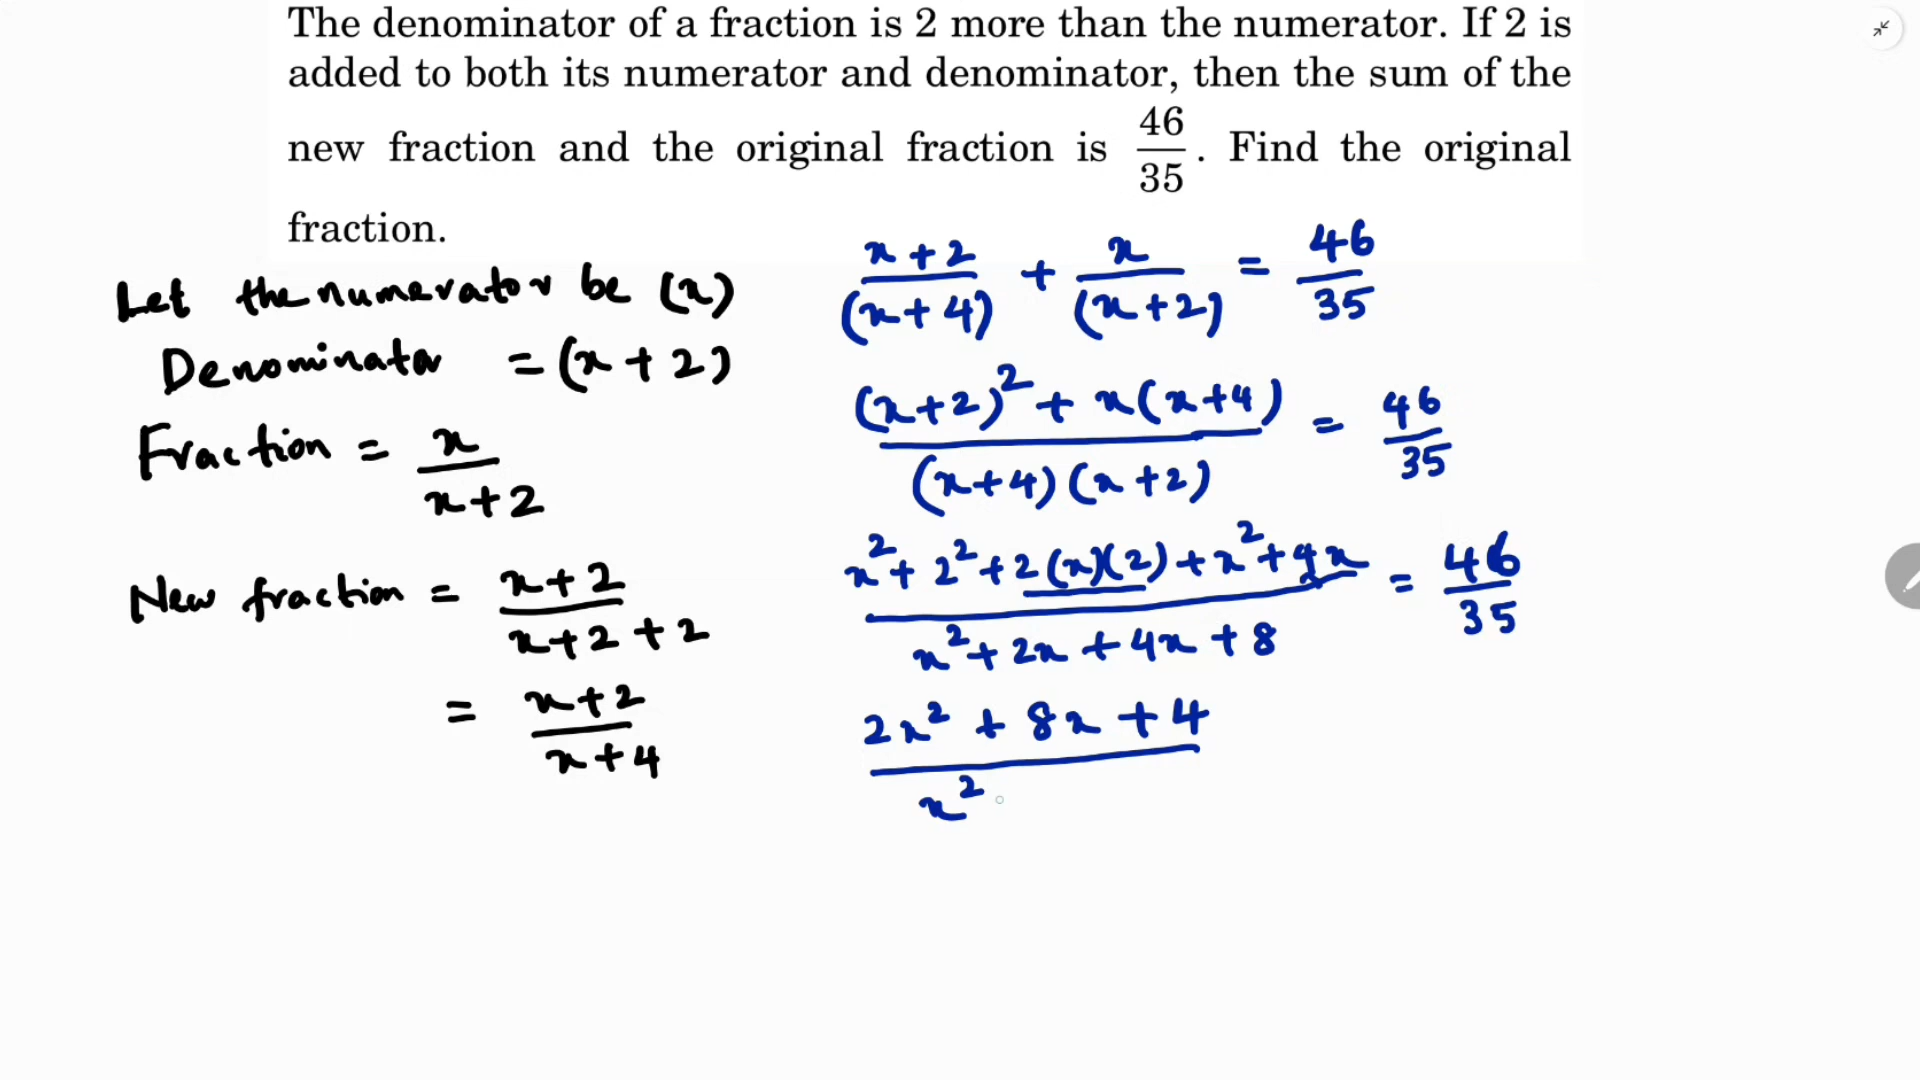 The denominator of a fraction is 2 more than the numerator. If 2 is
added to both its numerator and denominator, then the sum of the
new fraction and the original fraction is 46/35. Find the original
fraction.
Let the numerator be (x)
Denominator = (x + 2)
Fraction = x/(x+2)
New fraction = (x+2)/(x+2+2)
= (x+2)/(x+4)
(x+2)/(x+4) + x/(x+2) = 46/35
((x+2)² + x(x+4))/((x+4)(x+2)) = 46/35
(x² + 2² + 2(x)(2) + x² + 4x)/(x² + 2x + 4x + 8) = 46/35
(2x² + 8x + 4)/x²